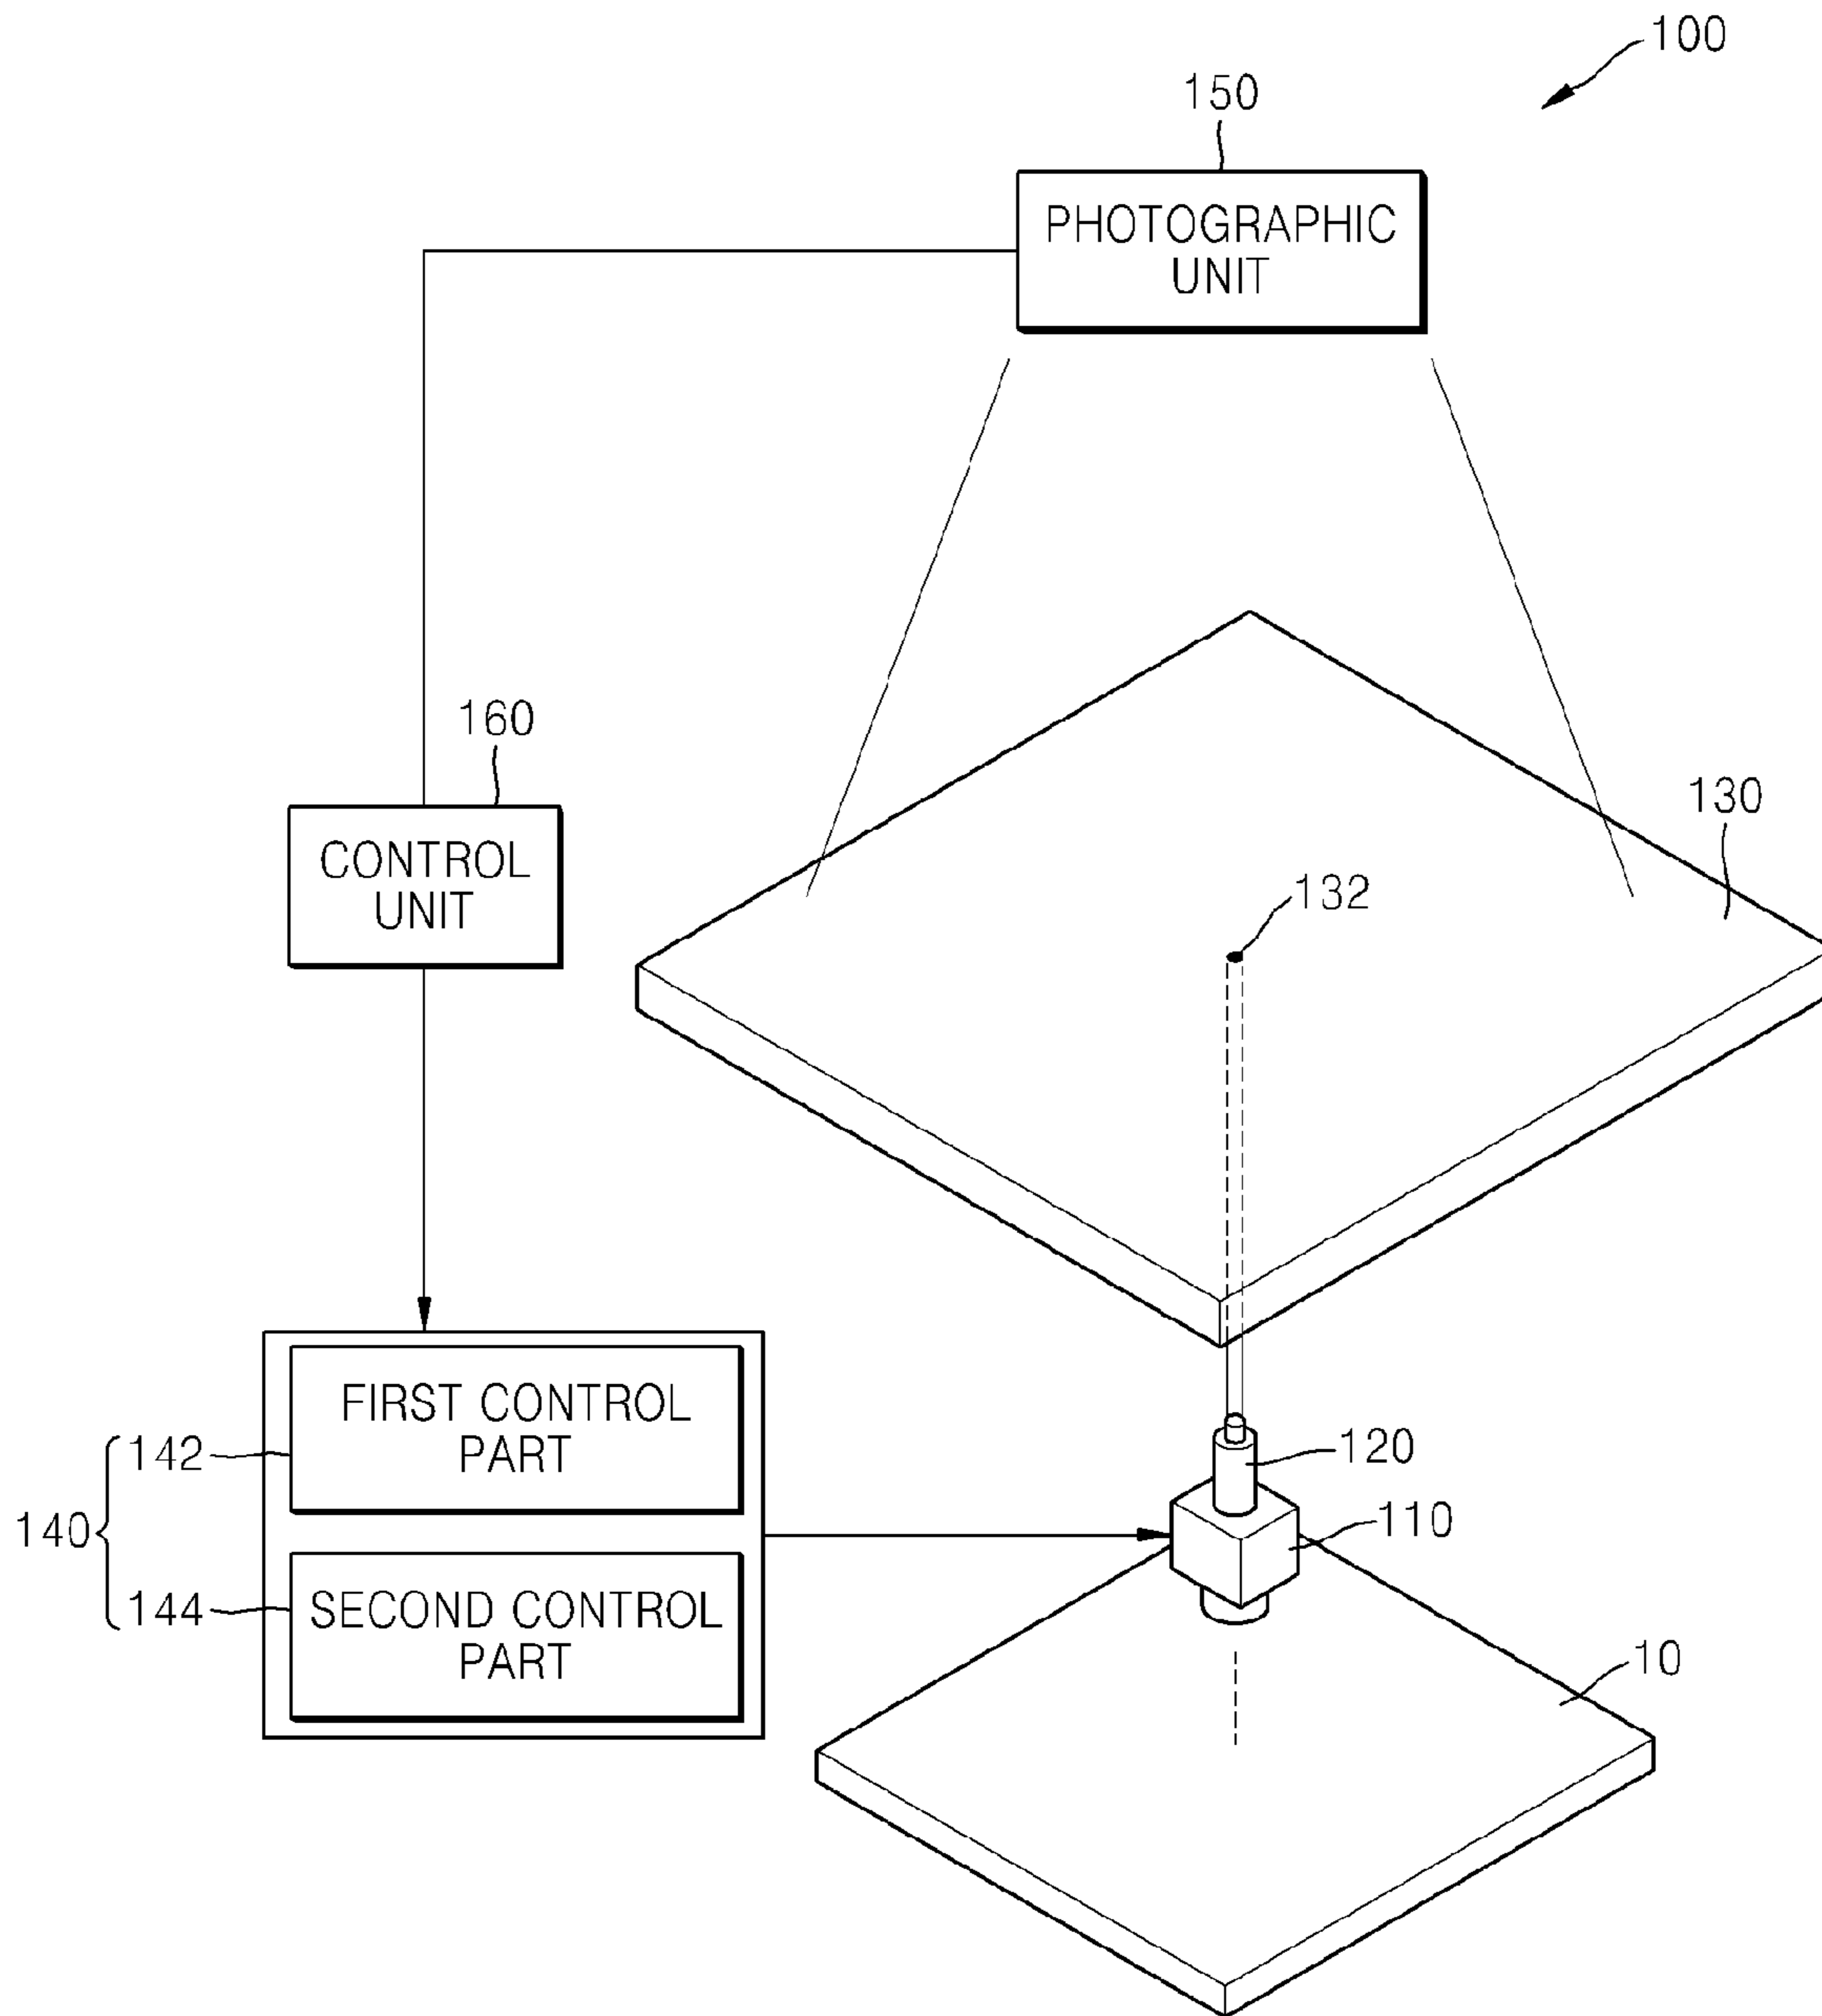 100
150
PHOTOGRAPHIC
UNIT
160
CONTROL
UNIT
130
132
FIRST CONTROL
PART
142
120
140
110
144
SECOND CONTROL
PART
10